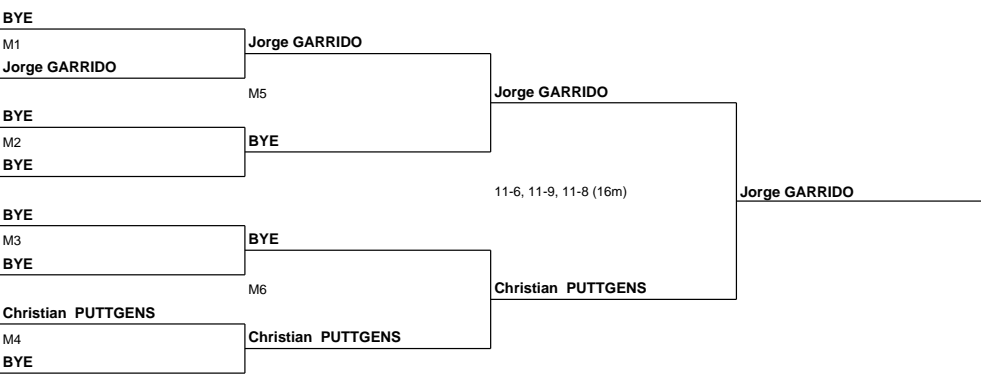 BYE
M1
Jorge GARRIDO
Jorge GARRIDO
M5
Jorge GARRIDO
BYE
M2
BYE
BYE
11-6, 11-9, 11-8 (16m)
Jorge GARRIDO
BYE
M3
BYE
BYE
M6
Christian PUTTGENS
Christian PUTTGENS
M4
Christian PUTTGENS
BYE